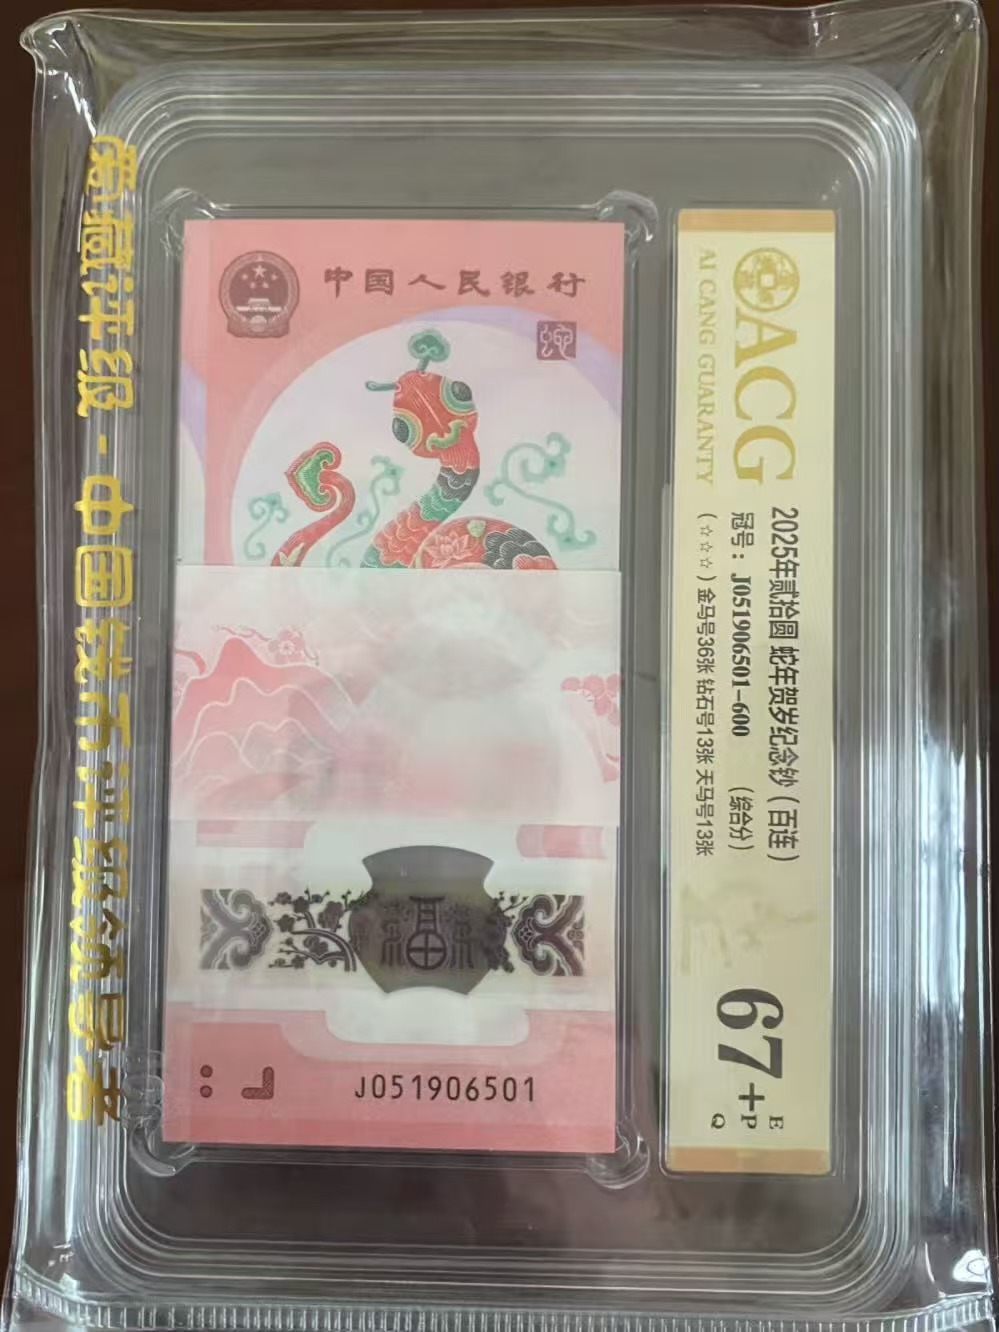 爱藏评级-中国钱币评级领导者
中国人民银行
蛇
福
J051906501
ACG
AI CANG GUARANTY
2025年贰拾圆 蛇年贺岁纪念钞（百连）
冠号：J051906501-600 （综合分）
（☆☆☆）金马号36张 钻石号13张 天马号13张
67+
E
P
Q